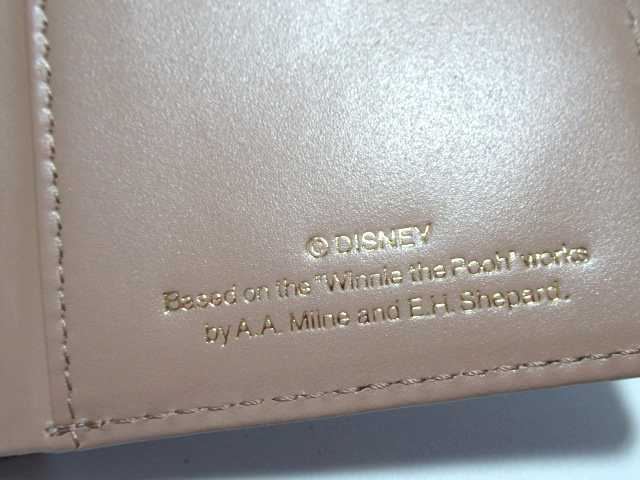 © DISNEY
Based on the "Winnie the Pooh" works
by A.A. Milne and E.H. Shepard.